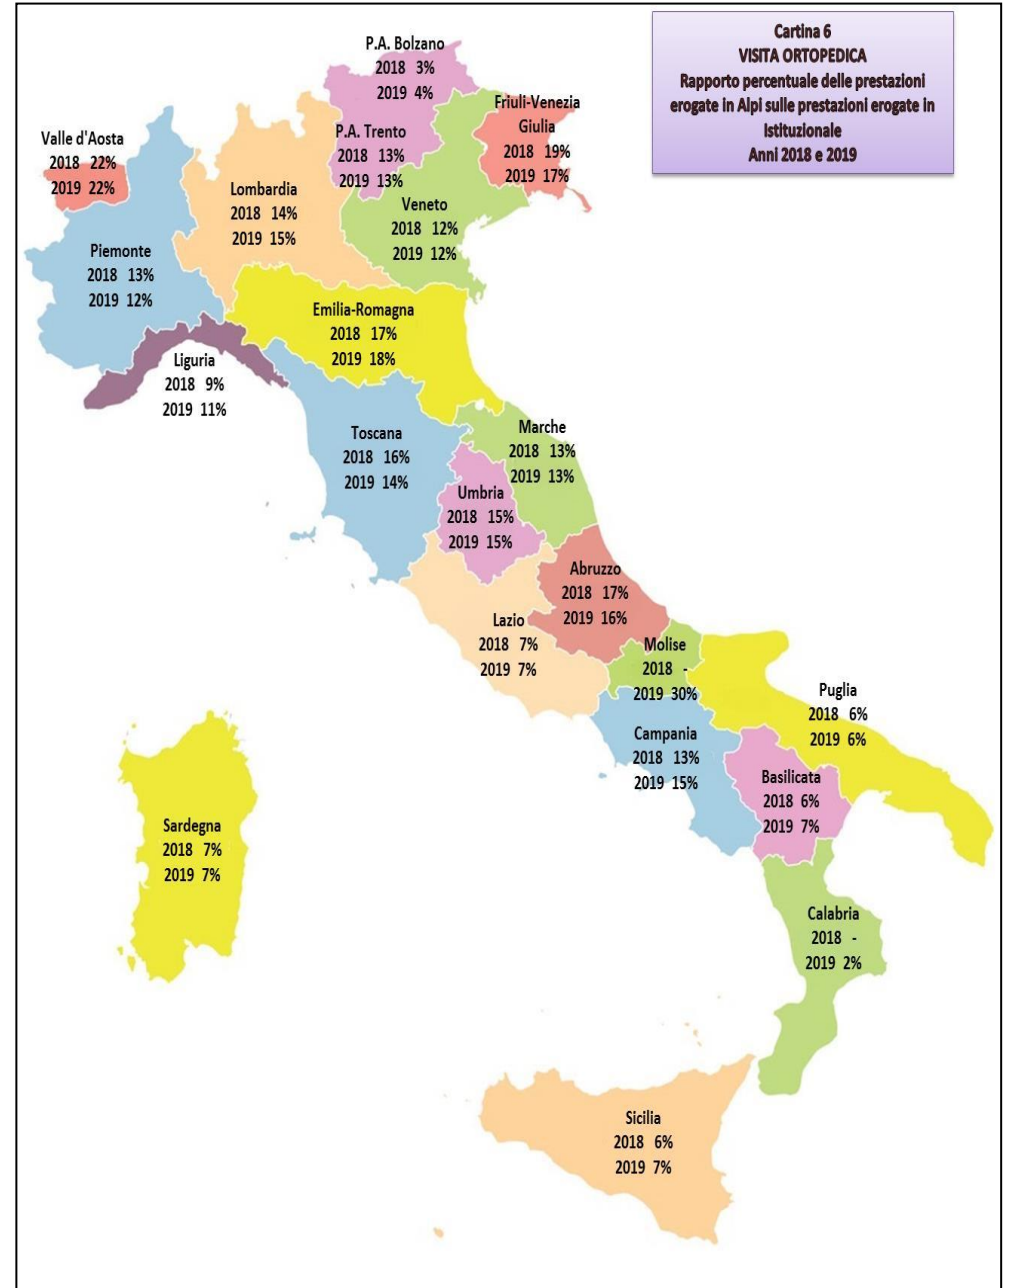 Cartina 6
VISITA ORTOPEDICA
Rapporto percentuale delle prestazioni
erogate in Alpi sulle prestazioni erogate in
Istituzionale
Anni 2018 e 2019
P.A. Bolzano
2018 3%
2019 4%
Friuli-Venezia
Giulia
2018 19%
2019 17%
P.A. Trento
2018 13%
2019 13%
Valle d'Aosta
2018 22%
2019 22%
Lombardia
2018 14%
2019 15%
Veneto
2018 12%
2019 12%
Piemonte
2018 13%
2019 12%
Emilia-Romagna
2018 17%
2019 18%
Liguria
2018 9%
2019 11%
Toscana
2018 16%
2019 14%
Marche
2018 13%
2019 13%
Umbria
2018 15%
2019 15%
Abruzzo
2018 17%
2019 16%
Lazio
2018 7%
2019 7%
Molise
2018 -
2019 30%
Puglia
2018 6%
2019 6%
Campania
2018 13%
2019 15%
Basilicata
2018 6%
2019 7%
Sardegna
2018 7%
2019 7%
Calabria
2018 -
2019 2%
Sicilia
2018 6%
2019 7%